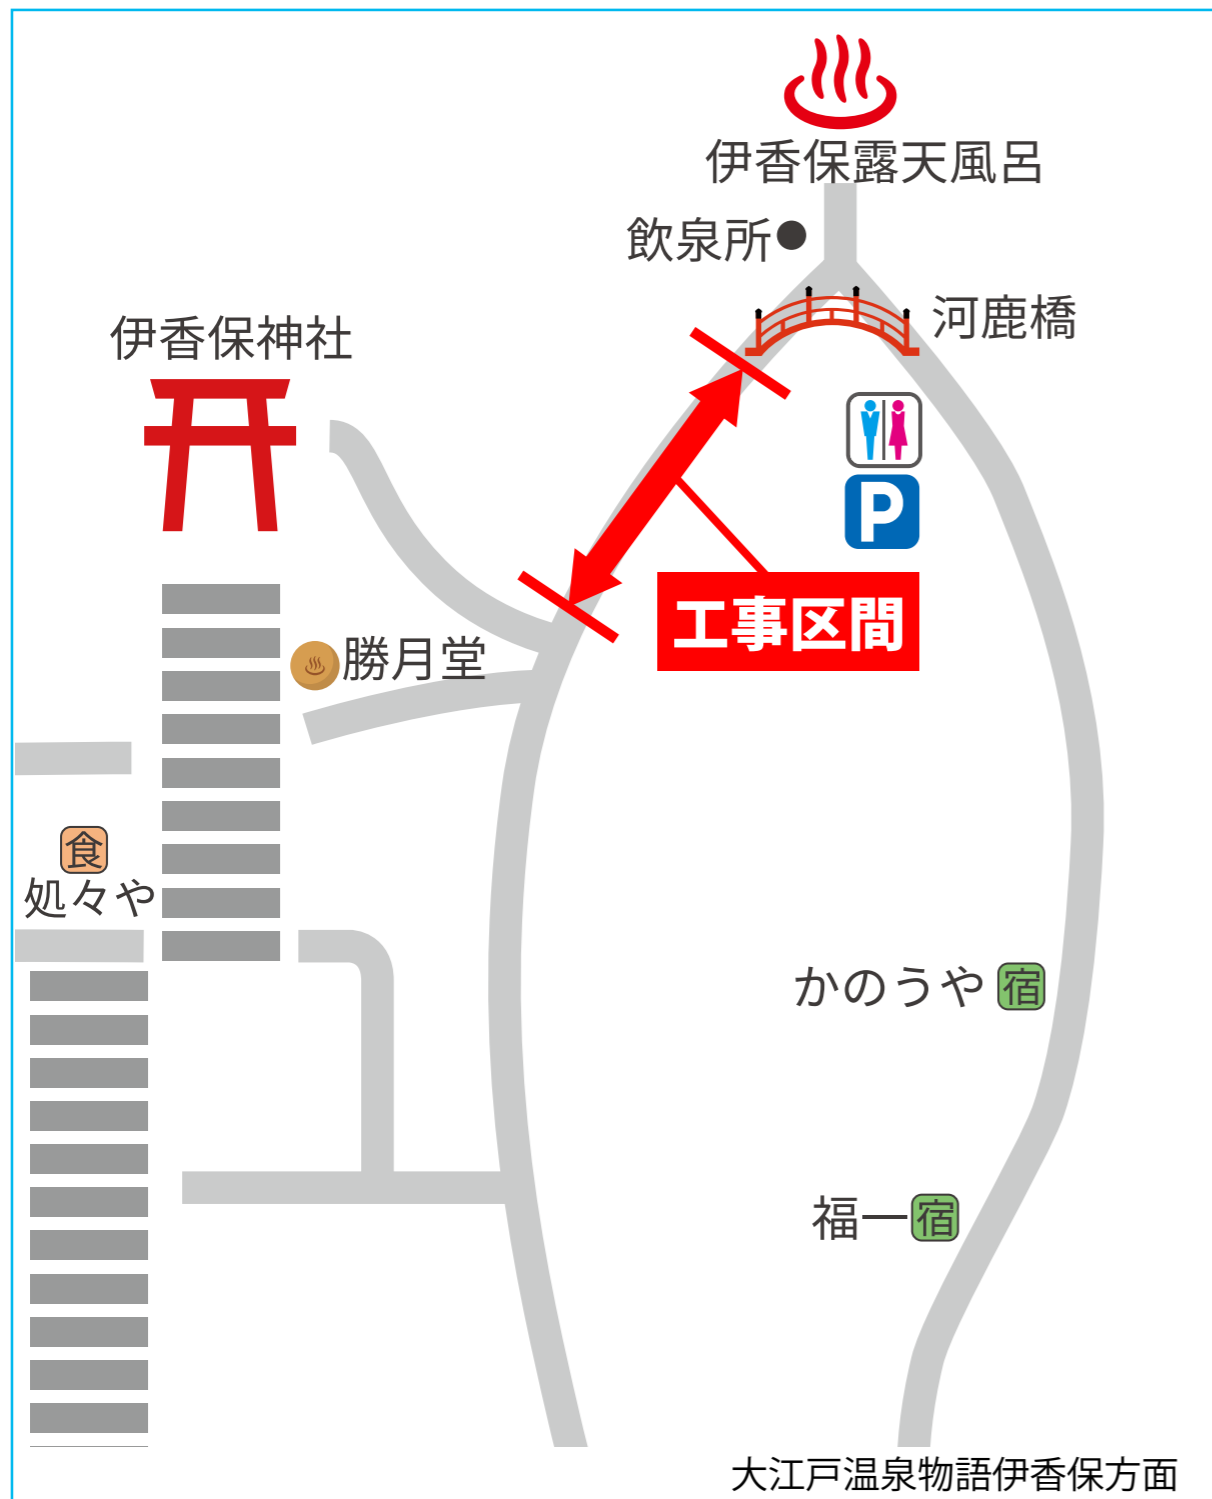 伊香保露天風呂
飲泉所
河鹿橋
伊香保神社
P
工事区間
勝月堂
食
処々や
かのうや 宿
福一 宿
大江戸温泉物語伊香保方面